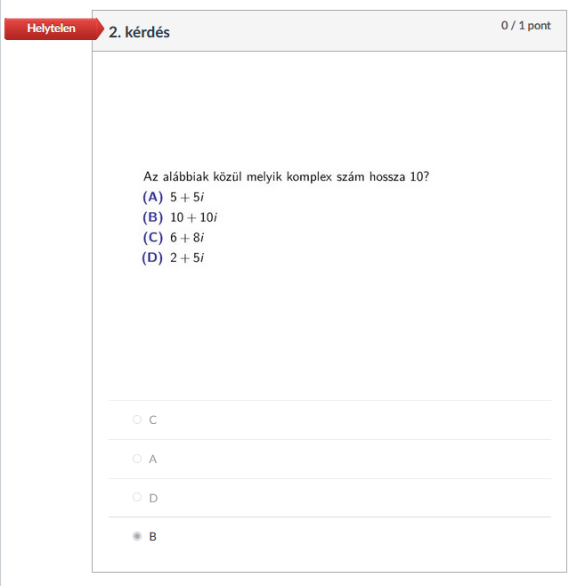 Helytelen
2. kérdés
0 / 1 pont
Az alábbiak közül melyik komplex szám hossza 10?
(A) 5 + 5i
(B) 10 + 10i
(C) 6 + 8i
(D) 2 + 5i
C
A
D
B